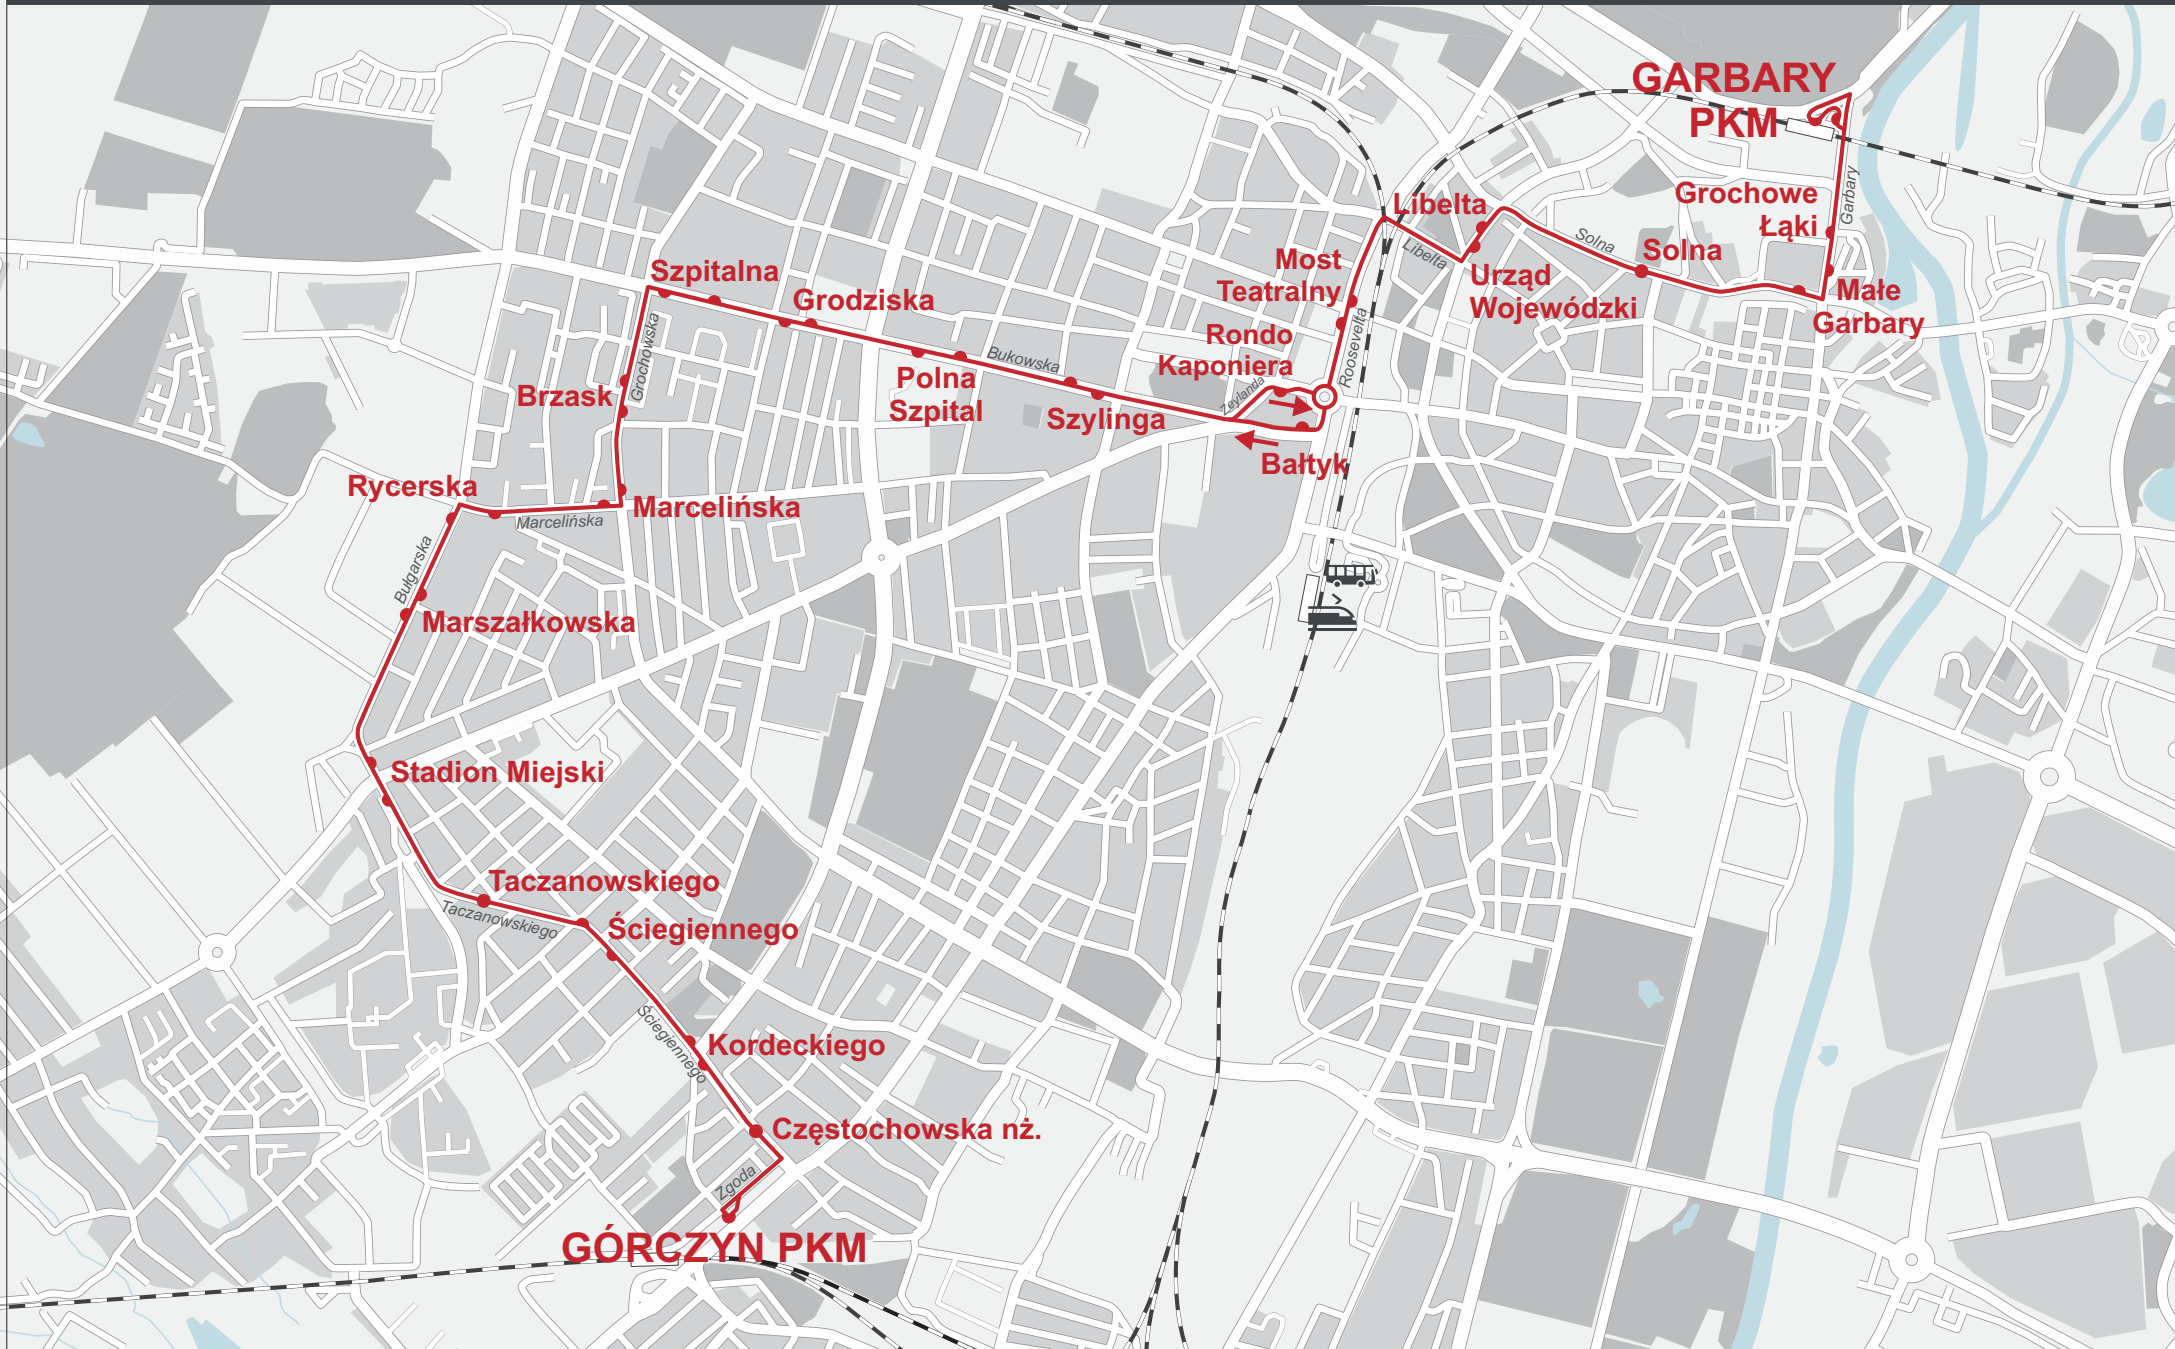 GARBARY
PKM
Garbary
Grochowe
Łąki
Libelta
Libelta
Solna
Solna
Most
Teatralny
Urząd
Wojewódzki
Małe
Garbary
Szpitalna
Grodziska
Rondo
Kaponiera
Roosevelta
Grochowska
Bukowska
Zeylanda
Brzask
Polna
Szpital
Szylinga
Bałtyk
Rycerska
Marcelińska
Marcelińska
Bułgarska
Marszałkowska
Stadion Miejski
Taczanowskiego
Taczanowskiego
Ściegiennego
Ściegiennego
Kordeckiego
Częstochowska nż.
Zgoda
GÓRCZYN PKM